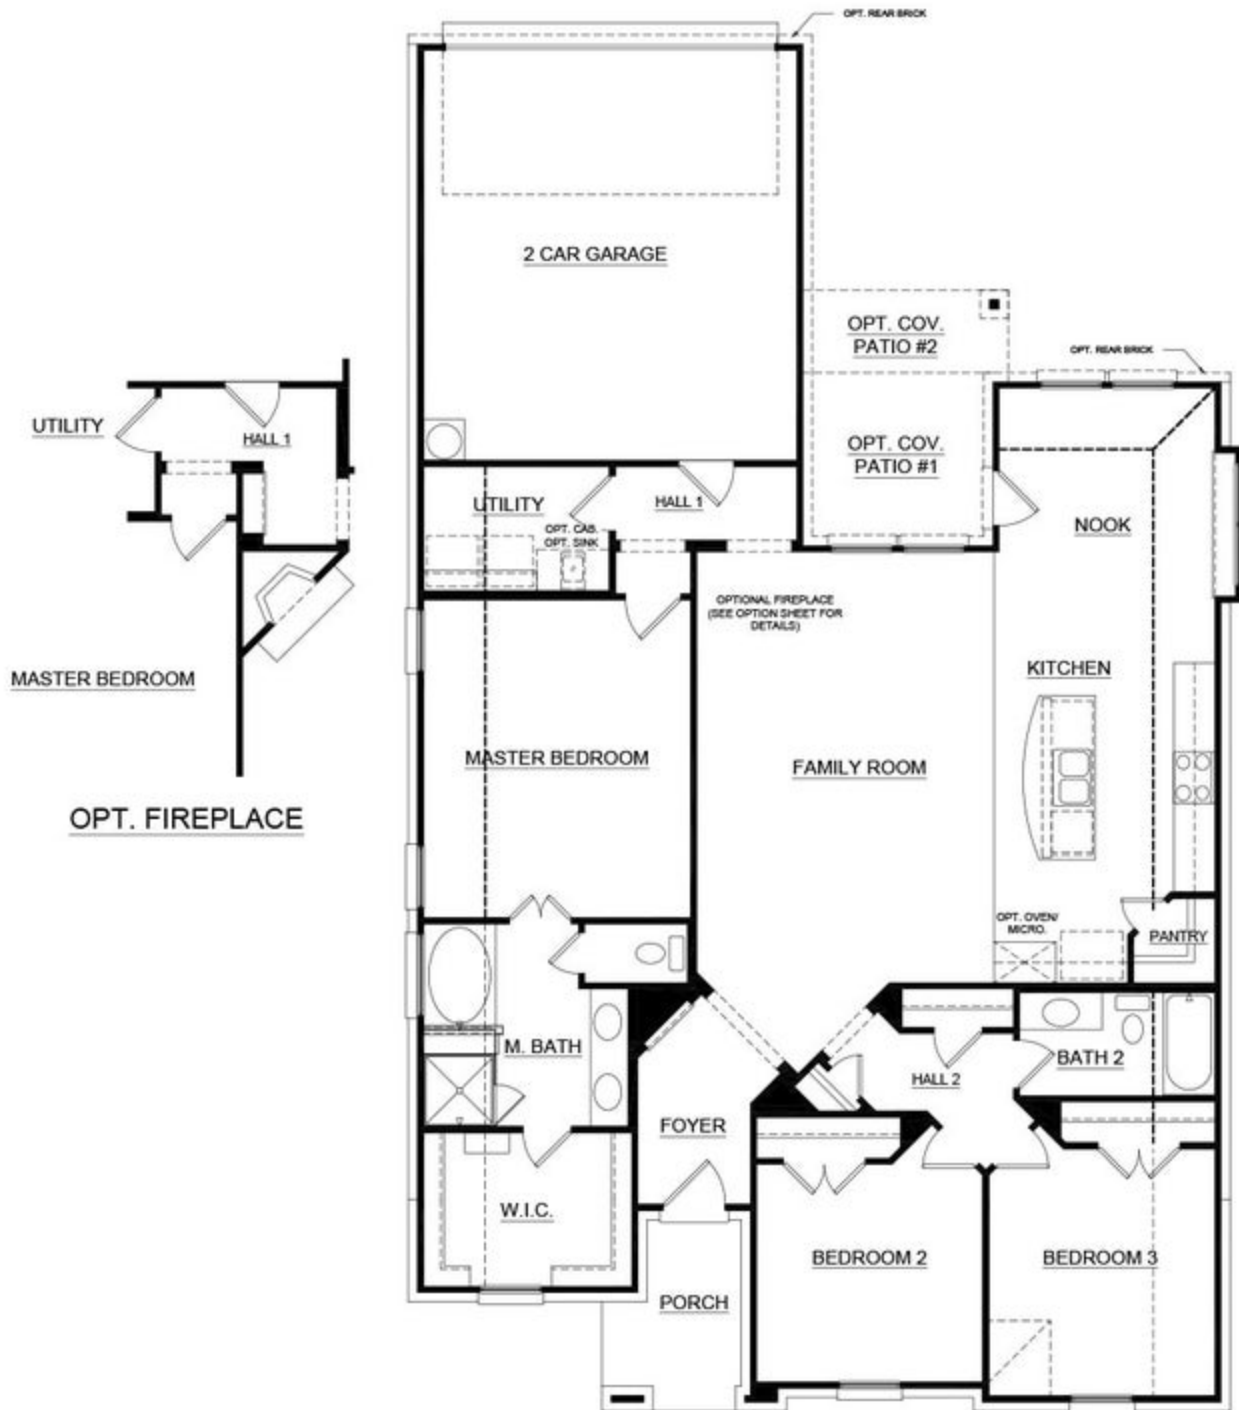 OPT. REAR BRICK
2 CAR GARAGE
OPT. COV.
PATIO #2
OPT. REAR BRICK
UTILITY
HALL 1
OPT. COV.
PATIO #1
UTILITY
HALL 1
OPT. CAB.
OPT. SINK
NOOK
OPTIONAL FIREPLACE
(SEE OPTION SHEET FOR
DETAILS)
MASTER BEDROOM
KITCHEN
MASTER BEDROOM
FAMILY ROOM
OPT. FIREPLACE
OPT. OVEN/
MICRO.
PANTRY
M. BATH
BATH 2
HALL 2
FOYER
W.I.C.
BEDROOM 2
BEDROOM 3
PORCH